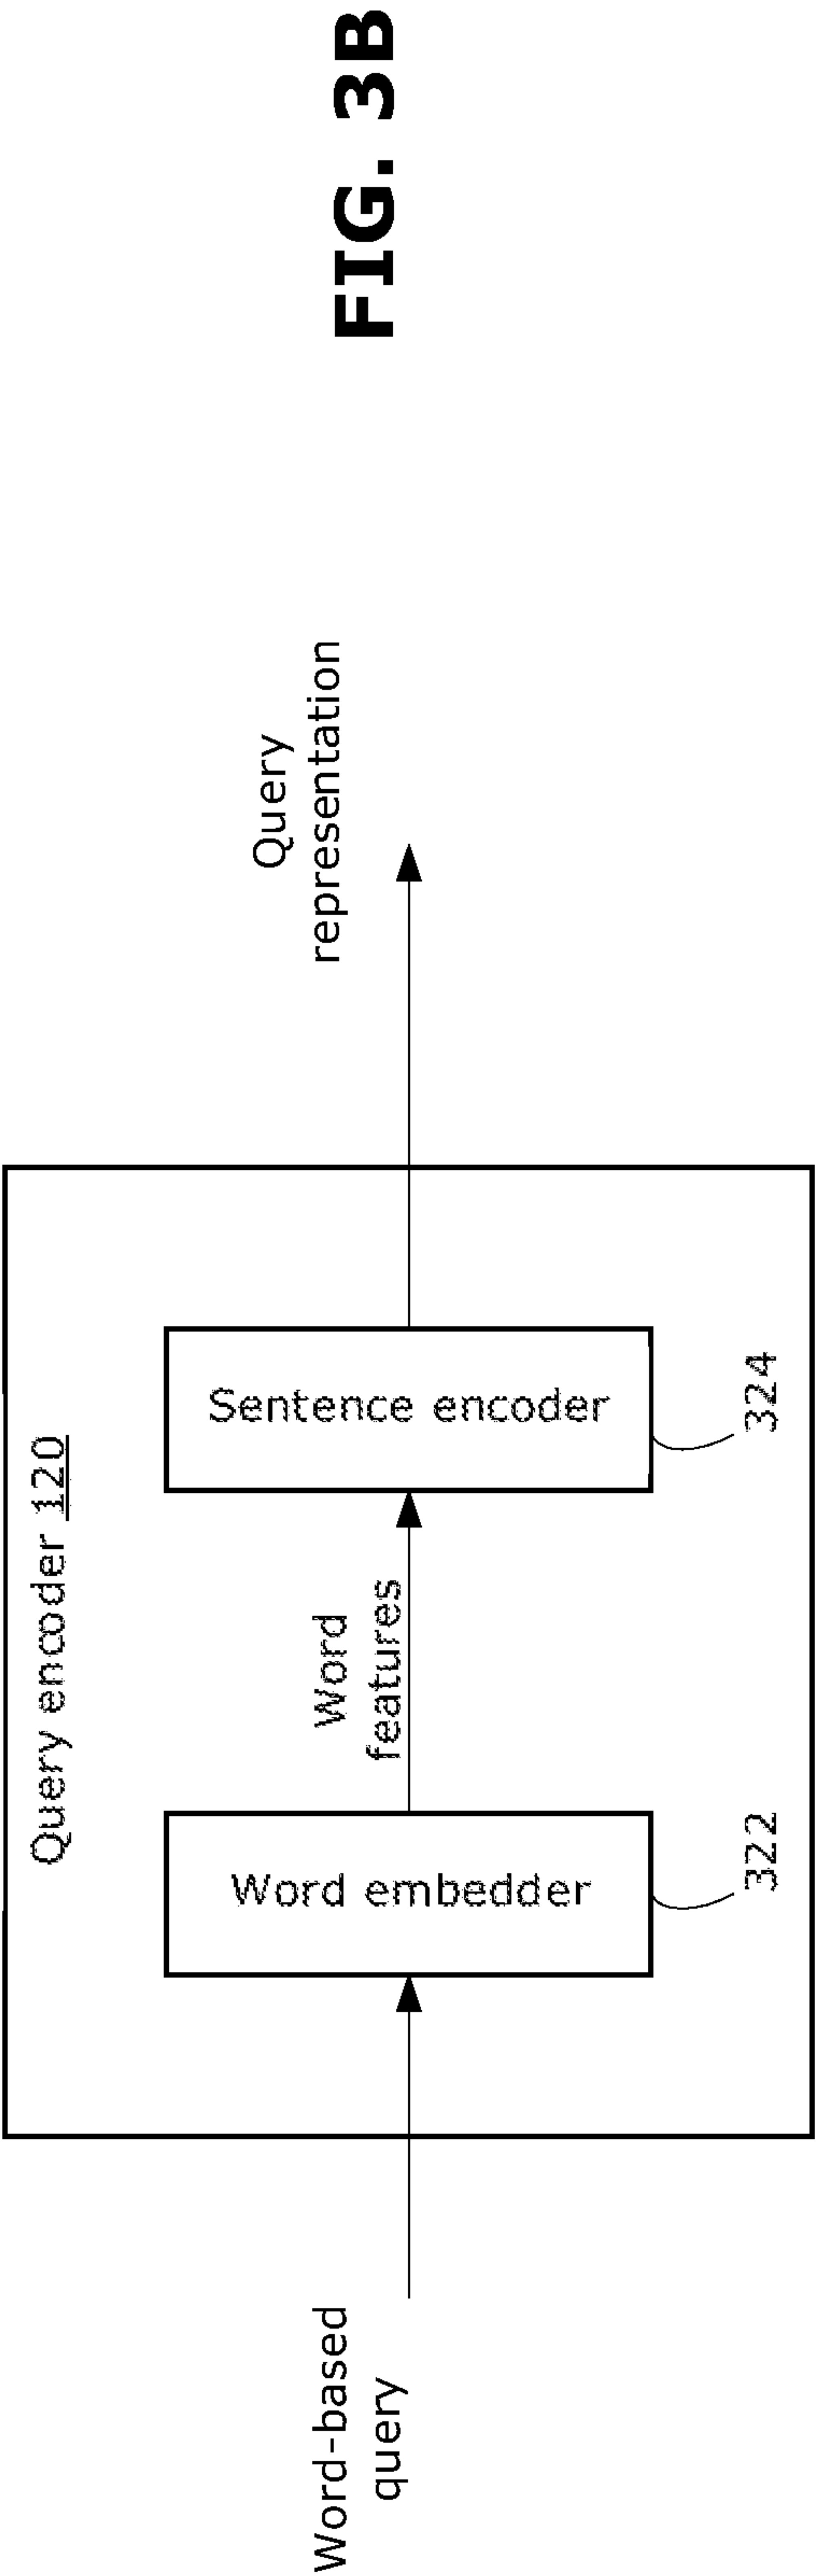 Query encoder 120
Word-based
query
Word embedder
322
Word
features
Sentence encoder
324
Query
representation
FIG. 3B